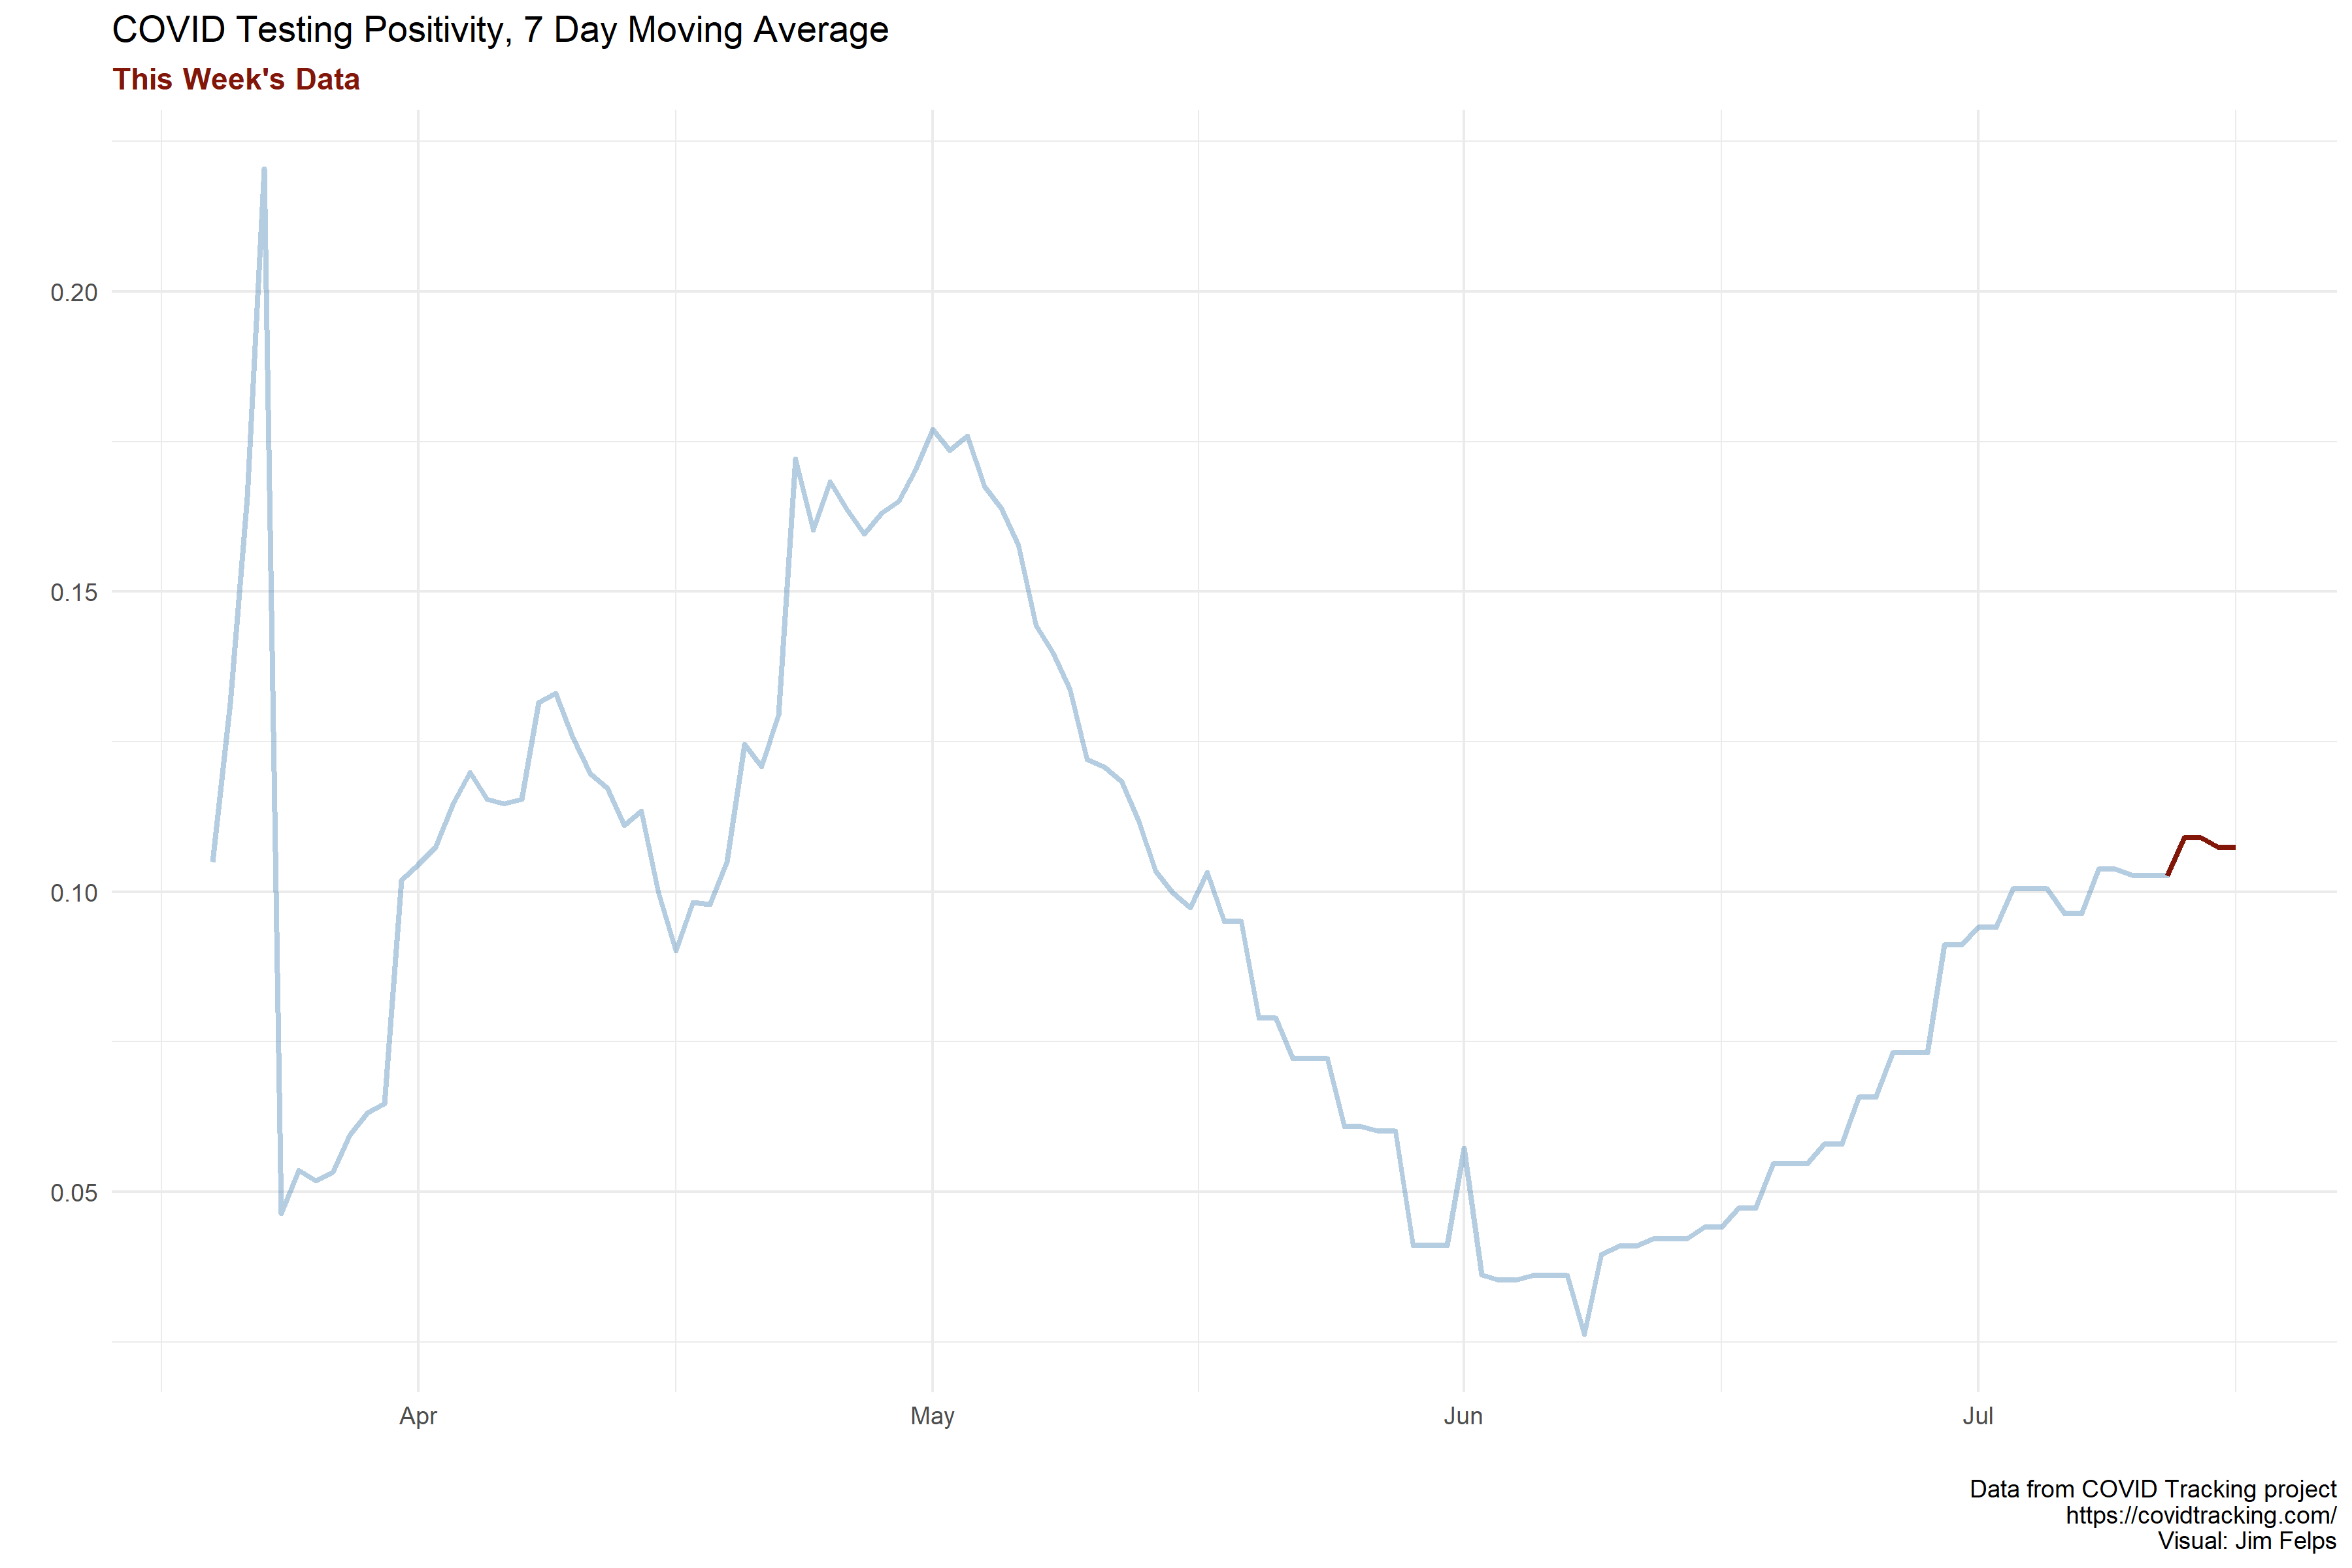 COVID Testing Positivity, 7 Day Moving Average
This Week's Data
0.20
0.15
0.10
0.05
Apr
May
Jun
Jul
Data from COVID Tracking project
https://covidtracking.com/
Visual: Jim Felps